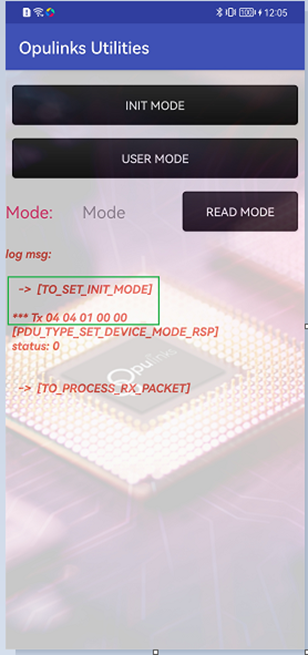 12:05
Opulinks Utilities
INIT MODE
USER MODE
Mode: Mode READ MODE
log msg:
-> [TO_SET_INIT_MODE]
*** Tx 04 04 01 00 00
[PDU_TYPE_SET_DEVICE_MODE_RSP]
status: 0
-> [TO_PROCESS_RX_PACKET]
Opulinks